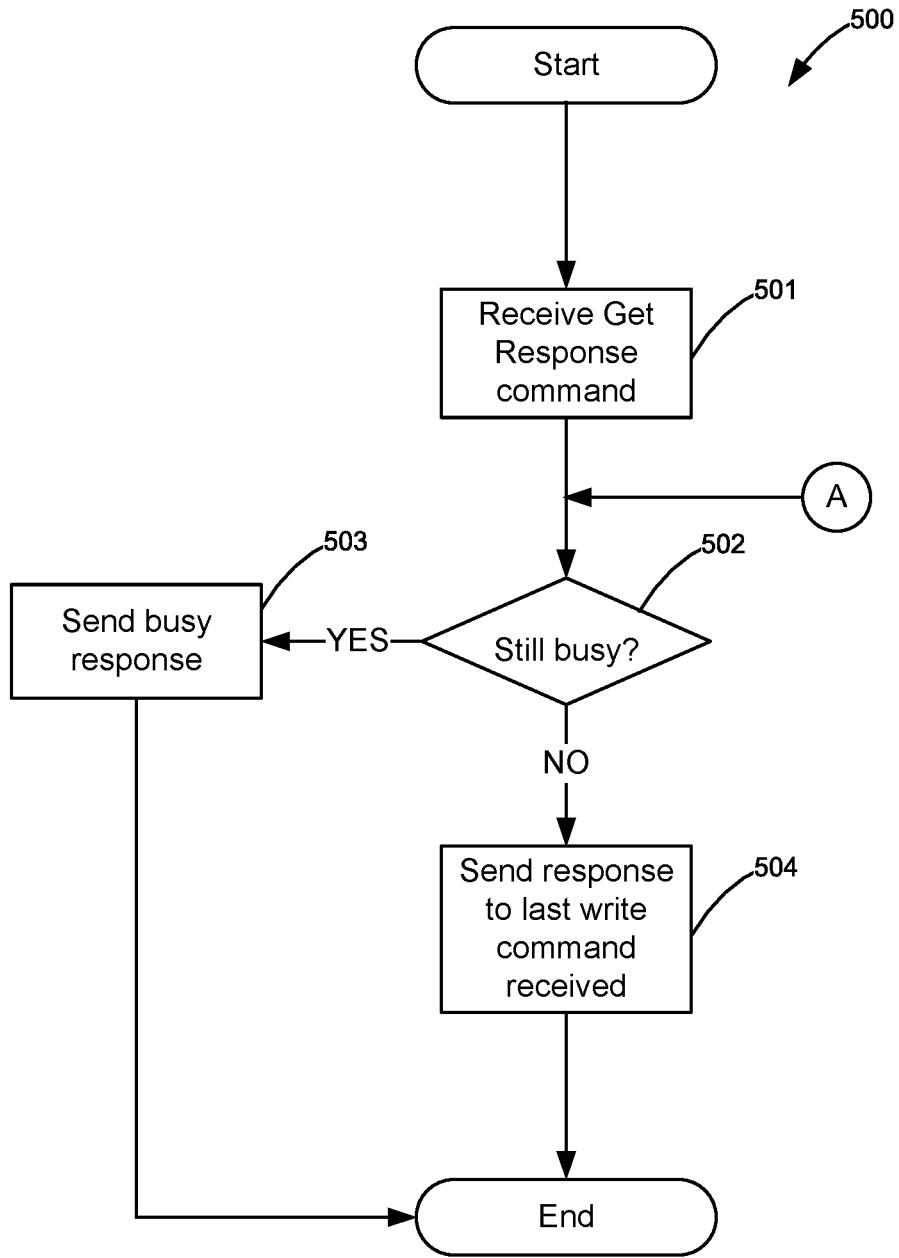 500
Start
501
Receive Get
Response
command
A
502
503
Send busy
response
YES
Still busy?
NO
504
Send response
to last write
command
received
End